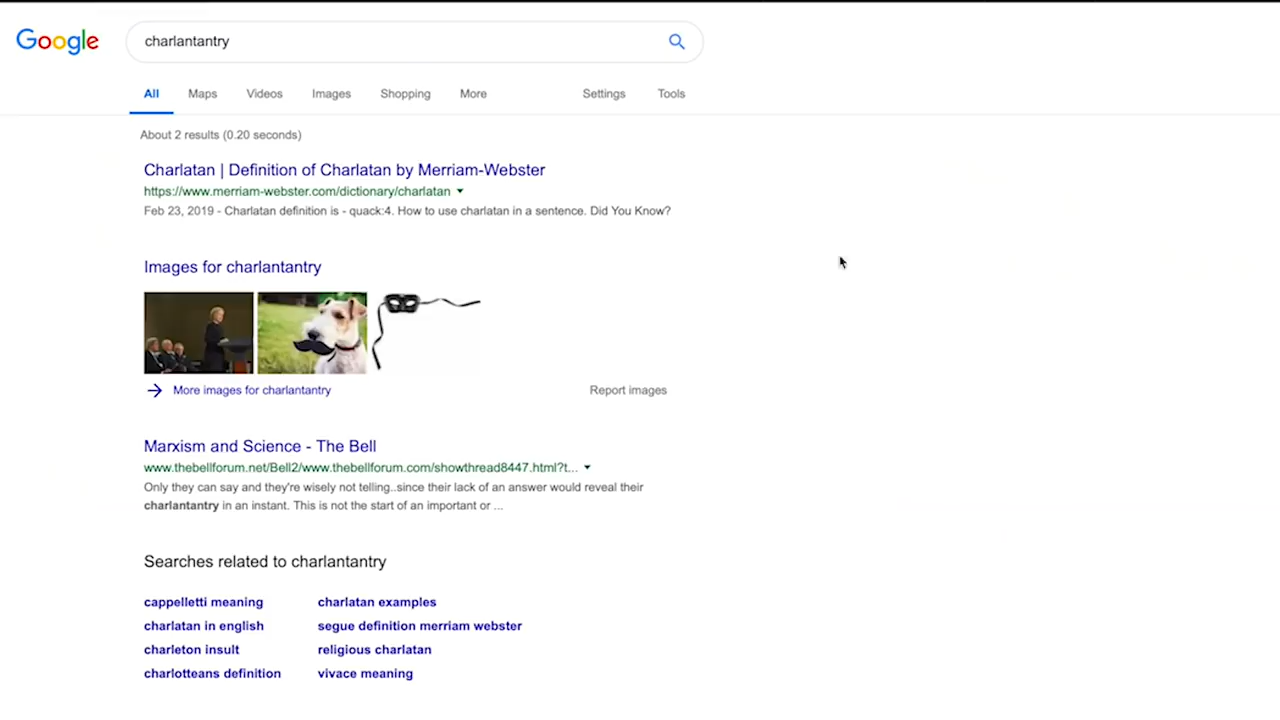 Google
charlantantry
All Maps Videos Images Shopping More Settings Tools
About 2 results (0.20 seconds)
Charlatan | Definition of Charlatan by Merriam-Webster
https://www.merriam-webster.com/dictionary/charlatan
Feb 23, 2019 - Charlatan definition is - quack:4. How to use charlatan in a sentence. Did You Know?
Images for charlantantry
More images for charlantantry
Report images
Marxism and Science - The Bell
www.thebellforum.net/Bell2/www.thebellforum.com/showthread8447.html?t...
Only they can say and they're wisely not telling..since their lack of an answer would reveal their
charlantantry in an instant. This is not the start of an important or ...
Searches related to charlantantry
cappelletti meaning
charlatan examples
charlatan in english
segue definition merriam webster
charleton insult
religious charlatan
charlotteans definition
vivace meaning